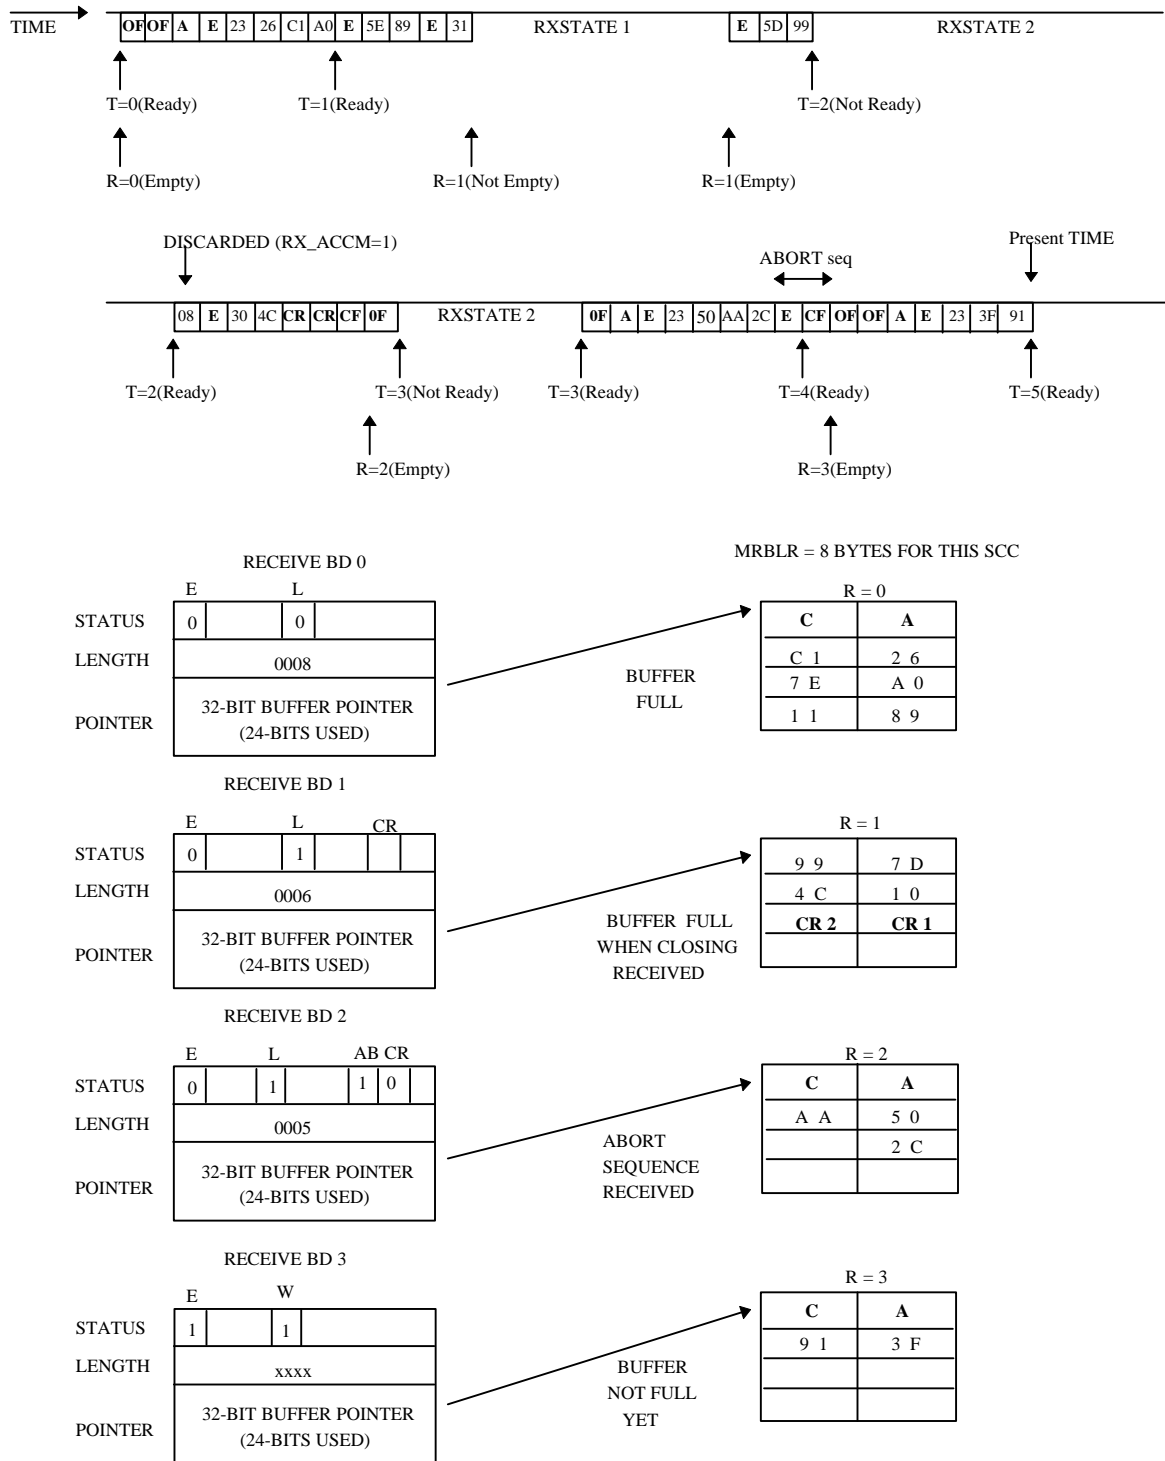 TIME OF OF A E 23 26 C1 A0 E 5E 89 E 31 RXSTATE 1 E 5D 99 RXSTATE 2
T=0(Ready) T=1(Ready) T=2(Not Ready)
R=0(Empty) R=1(Not Empty) R=1(Empty)
DISCARDED (RX_ACCM=1) ABORT seq Present TIME
08 E 30 4C CR CR CF 0F RXSTATE 2 0F A E 23 50 AA 2C E CF OF OF A E 23 3F 91
T=2(Ready) T=3(Not Ready) T=3(Ready) T=4(Ready) T=5(Ready)
R=2(Empty) R=3(Empty)
MRBLR = 8 BYTES FOR THIS SCC
RECEIVE BD 0
E L
STATUS 0 0
LENGTH 0008
POINTER 32-BIT BUFFER POINTER
(24-BITS USED)
BUFFER
FULL
R = 0
C A
C 1 2 6
7 E A 0
1 1 8 9
RECEIVE BD 1
E L CR
STATUS 0 1
LENGTH 0006
POINTER 32-BIT BUFFER POINTER
(24-BITS USED)
BUFFER FULL
WHEN CLOSING
RECEIVED
R = 1
9 9 7 D
4 C 1 0
CR 2 CR 1
RECEIVE BD 2
E L AB CR
STATUS 0 1 1 0
LENGTH 0005
POINTER 32-BIT BUFFER POINTER
(24-BITS USED)
ABORT
SEQUENCE
RECEIVED
R = 2
C A
A A 5 0
2 C
RECEIVE BD 3
E W
STATUS 1 1
LENGTH xxxx
POINTER 32-BIT BUFFER POINTER
(24-BITS USED)
BUFFER
NOT FULL
YET
R = 3
C A
9 1 3 F